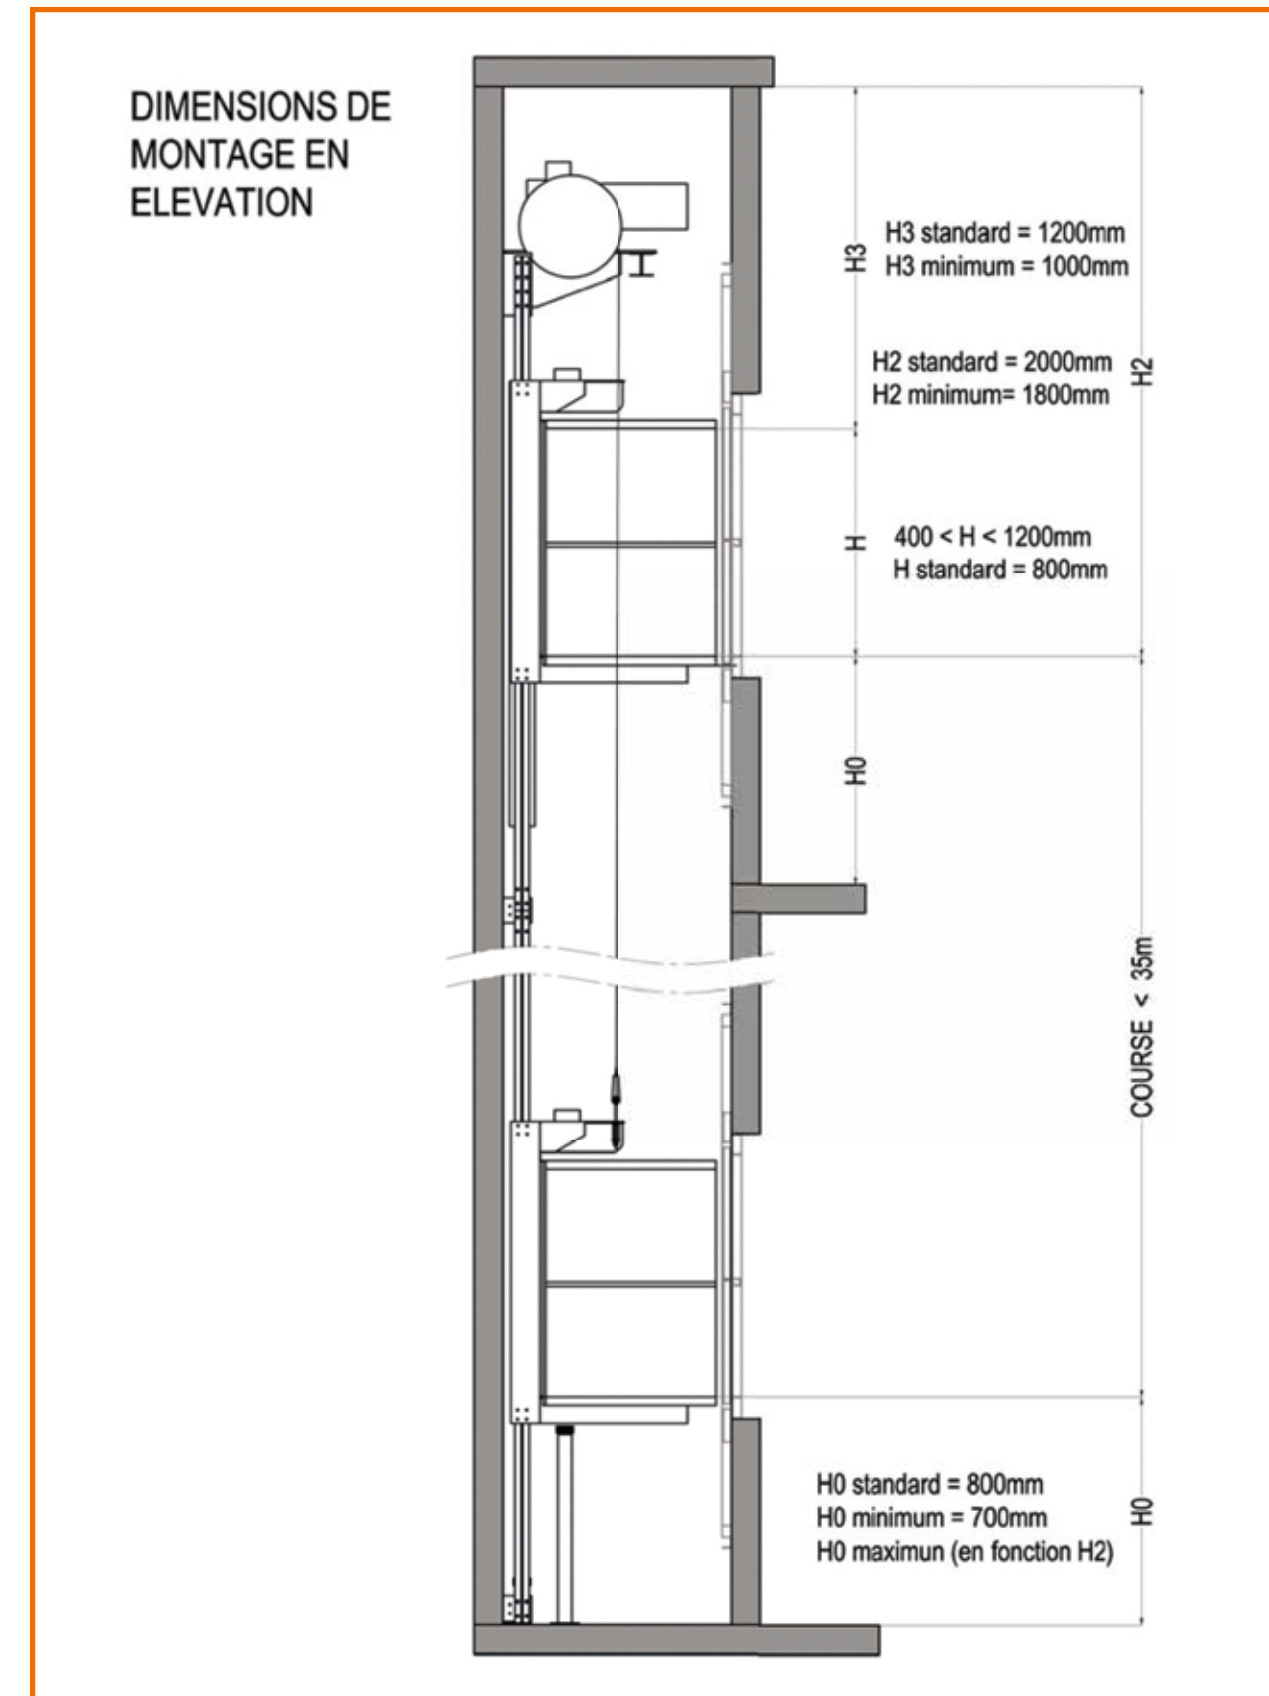 DIMENSIONS DE
MONTAGE EN
ELEVATION
H3
H3 standard = 1200mm
H3 minimum = 1000mm
H2 standard = 2000mm
H2 minimum= 1800mm
H2
H
400 < H < 1200mm
H standard = 800mm
H0
COURSE < 35m
H0 standard = 800mm
H0 minimum = 700mm
H0 maximun (en fonction H2)
H0